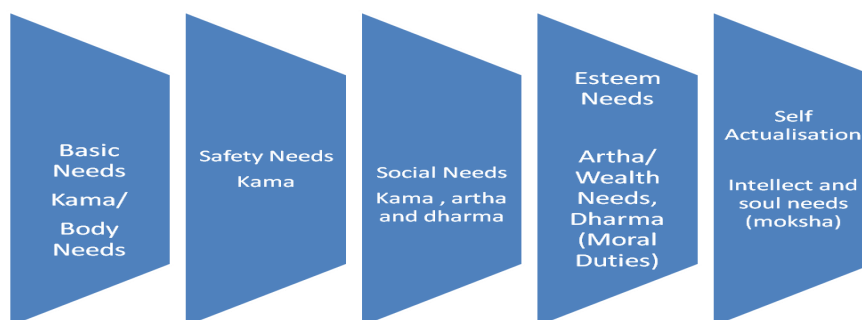 Basic
Needs
Kama/
Body
Needs
Safety Needs
Kama
Social Needs
Kama , artha
and dharma
Esteem
Needs
Artha/
Wealth
Needs,
Dharma
(Moral
Duties)
Self
Actualisation
Intellect and
soul needs
(moksha)